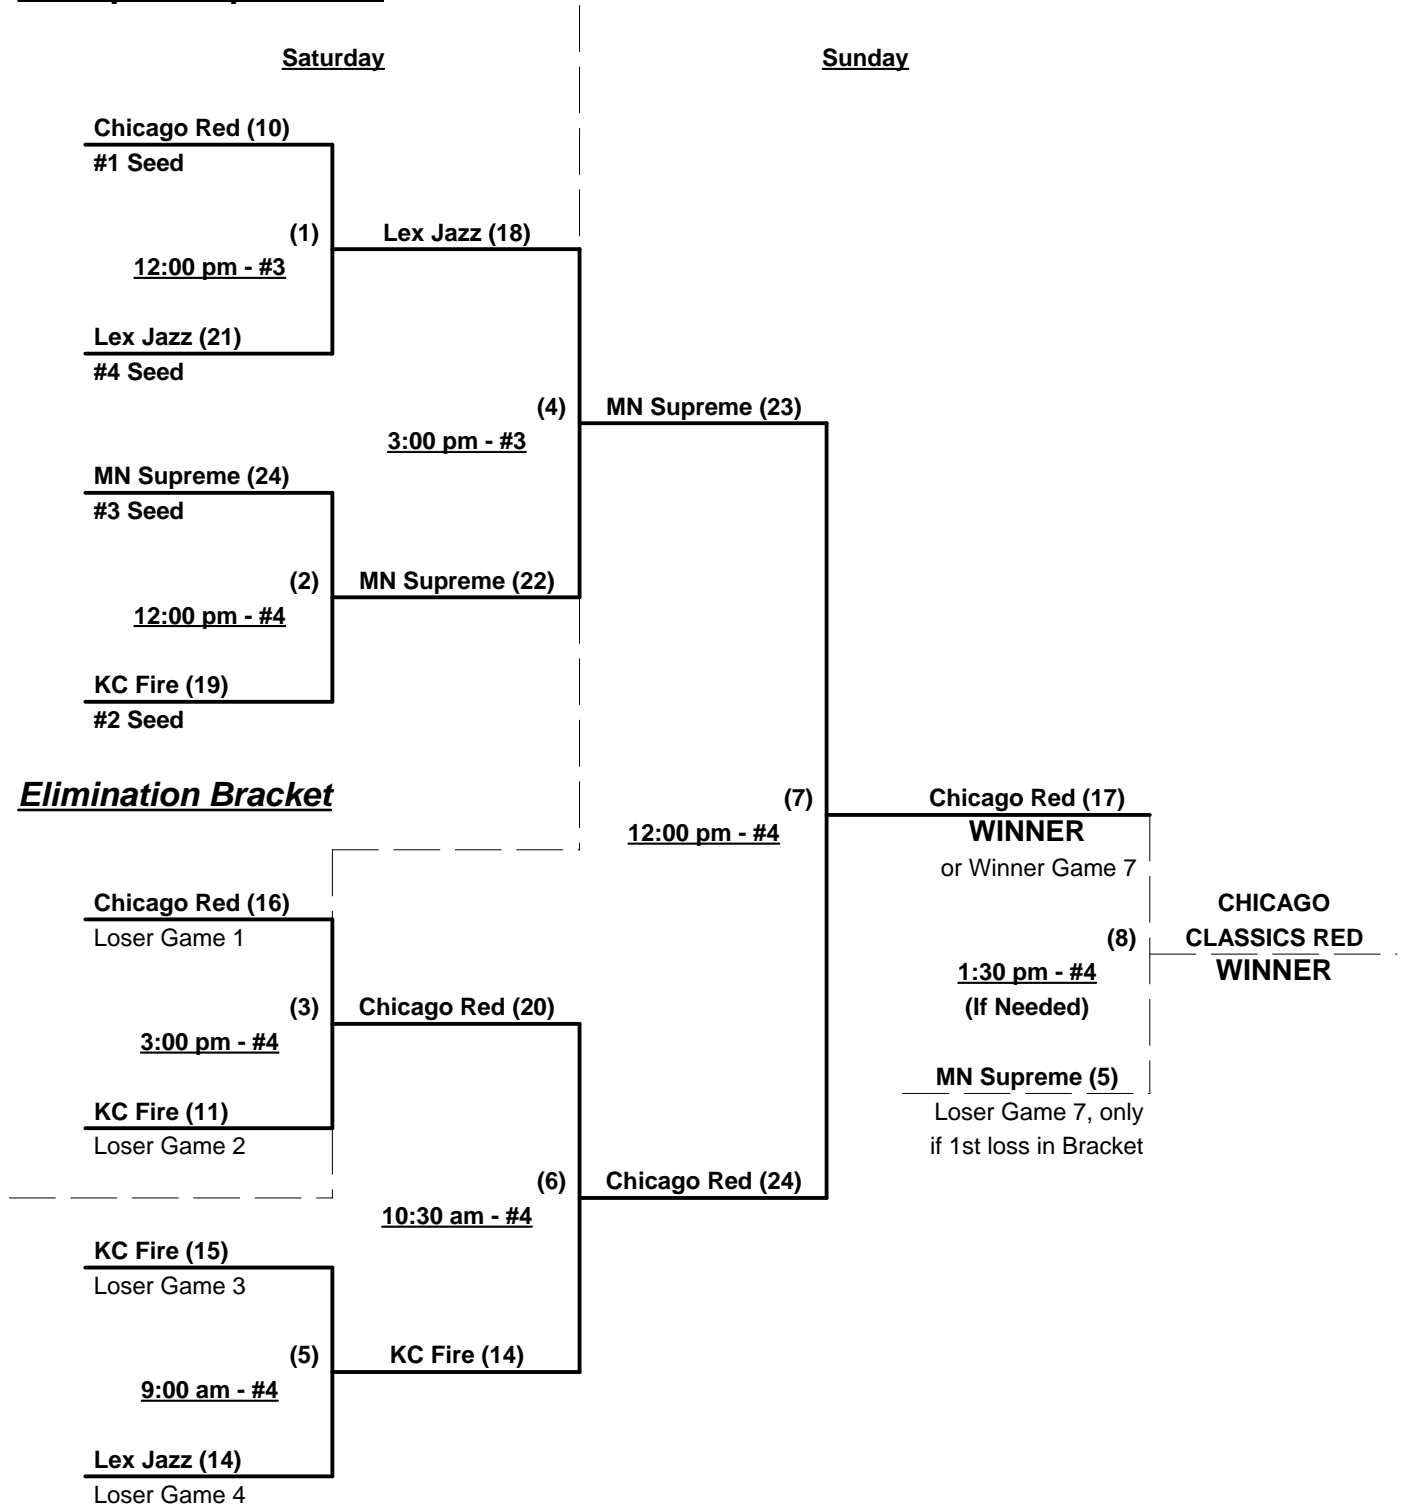 Saturday
Sunday
Chicago Red (10)
#1 Seed
(1)
Lex Jazz (18)
12:00 pm - #3
Lex Jazz (21)
#4 Seed
(4)
MN Supreme (23)
3:00 pm - #3
MN Supreme (24)
#3 Seed
(2)
MN Supreme (22)
12:00 pm - #4
KC Fire (19)
#2 Seed
Elimination Bracket
(7)
Chicago Red (17)
12:00 pm - #4
WINNER
or Winner Game 7
Chicago Red (16)
Loser Game 1
CHICAGO
(8)
CLASSICS RED
1:30 pm - #4
WINNER
(If Needed)
(3)
Chicago Red (20)
3:00 pm - #4
MN Supreme (5)
Loser Game 7, only
if 1st loss in Bracket
KC Fire (11)
Loser Game 2
(6)
Chicago Red (24)
10:30 am - #4
KC Fire (15)
Loser Game 3
(5)
KC Fire (14)
9:00 am - #4
Lex Jazz (14)
Loser Game 4